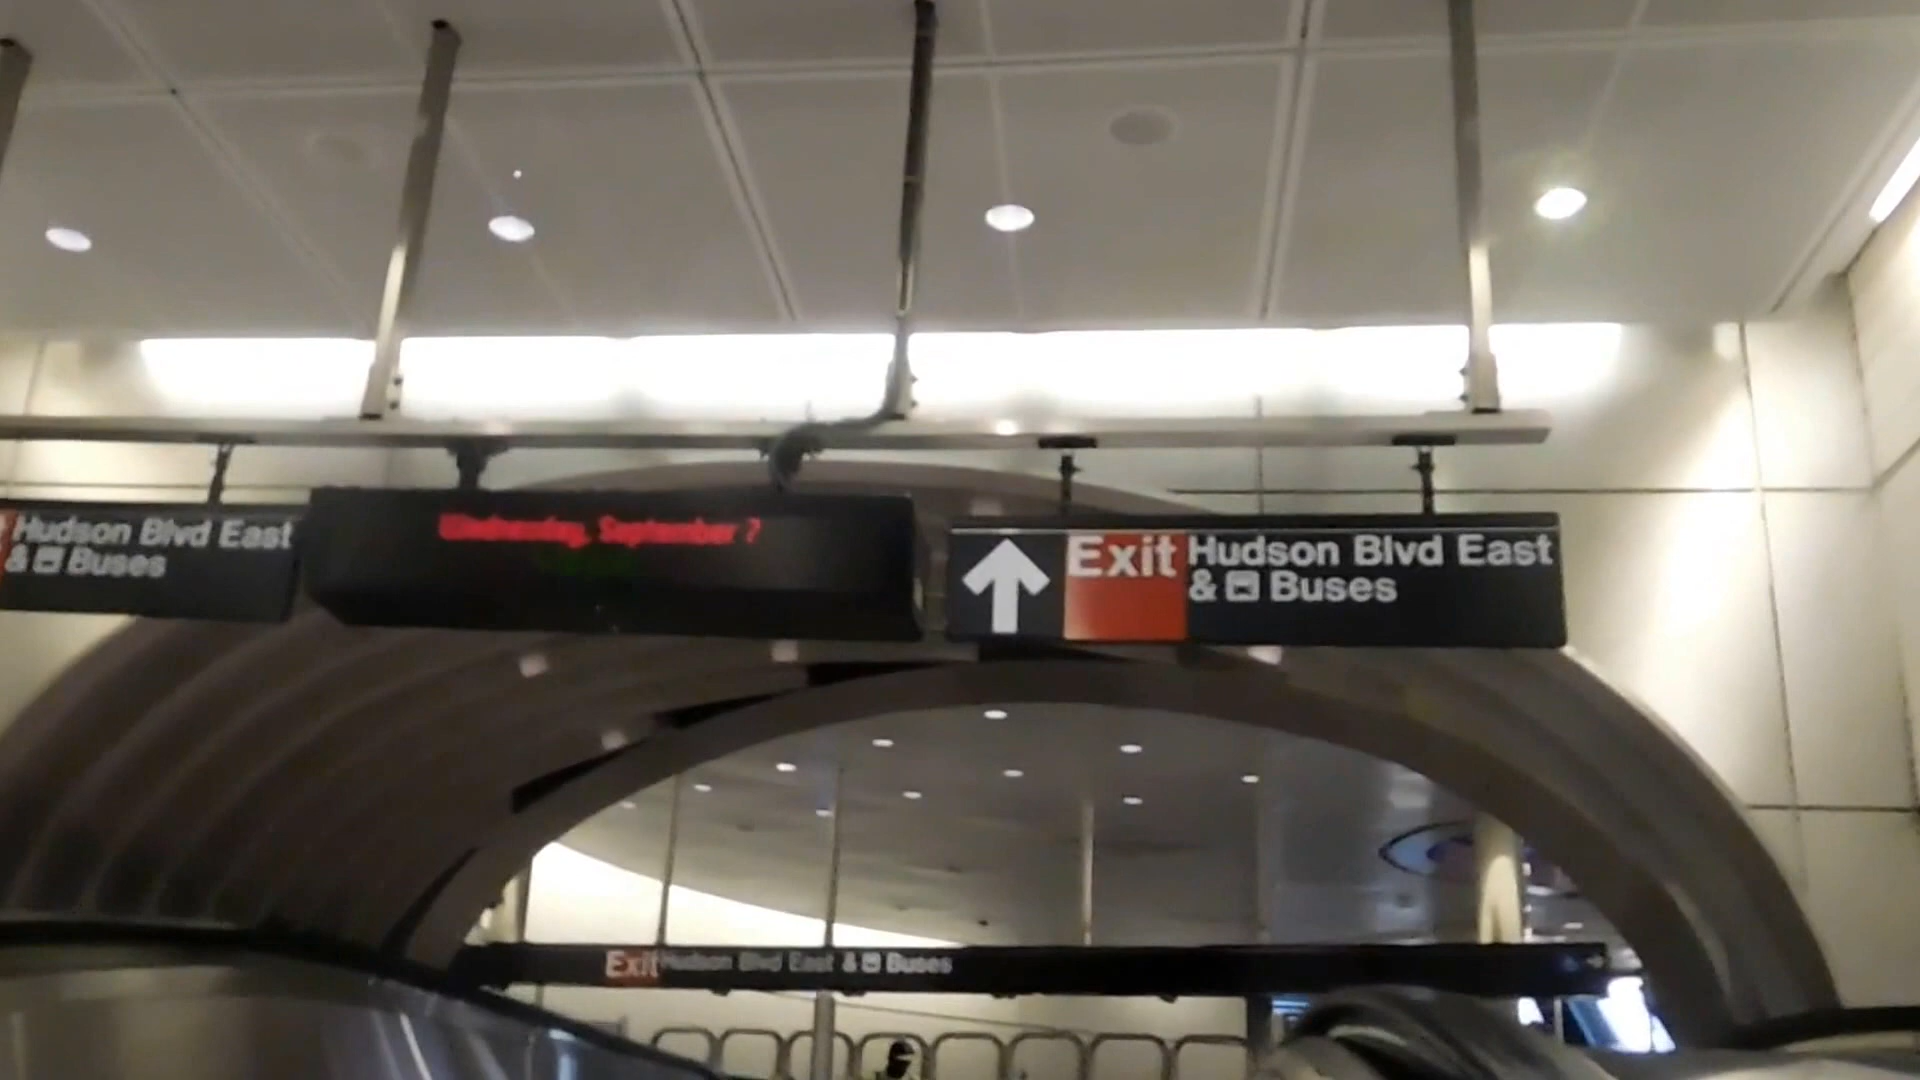 Hudson Blvd East
& Buses
Wednesday, September 7
Exit Hudson Blvd East
& Buses
Exit Hudson Blvd East & Buses